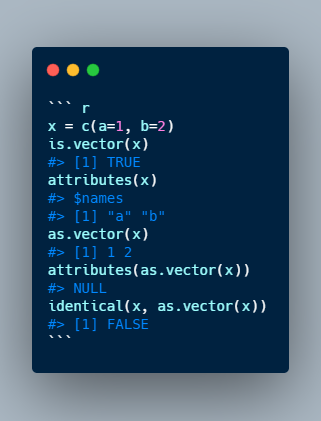 ``` r
x = c(a=1, b=2)
is.vector(x)
#> [1] TRUE
attributes(x)
#> $names
#> [1] "a" "b"
as.vector(x)
#> [1] 1 2
attributes(as.vector(x))
#> NULL
identical(x, as.vector(x))
#> [1] FALSE
```